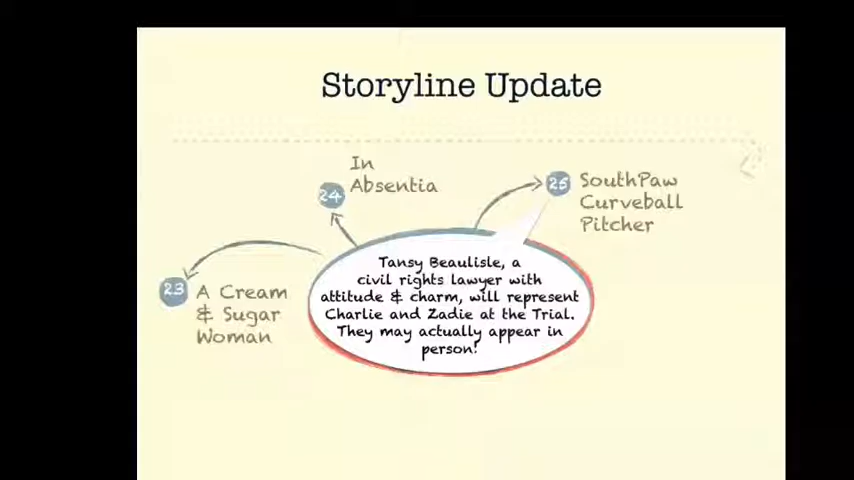 Storyline Update
In
Absentia
24
25
SouthPaw
Curveball
Pitcher
23
A Cream
& Sugar
Woman
Tansy Beaulisle, a
civil rights lawyer with
attitude & charm, will represent
Charlie and Zadie at the Trial.
They may actually appear in
person!